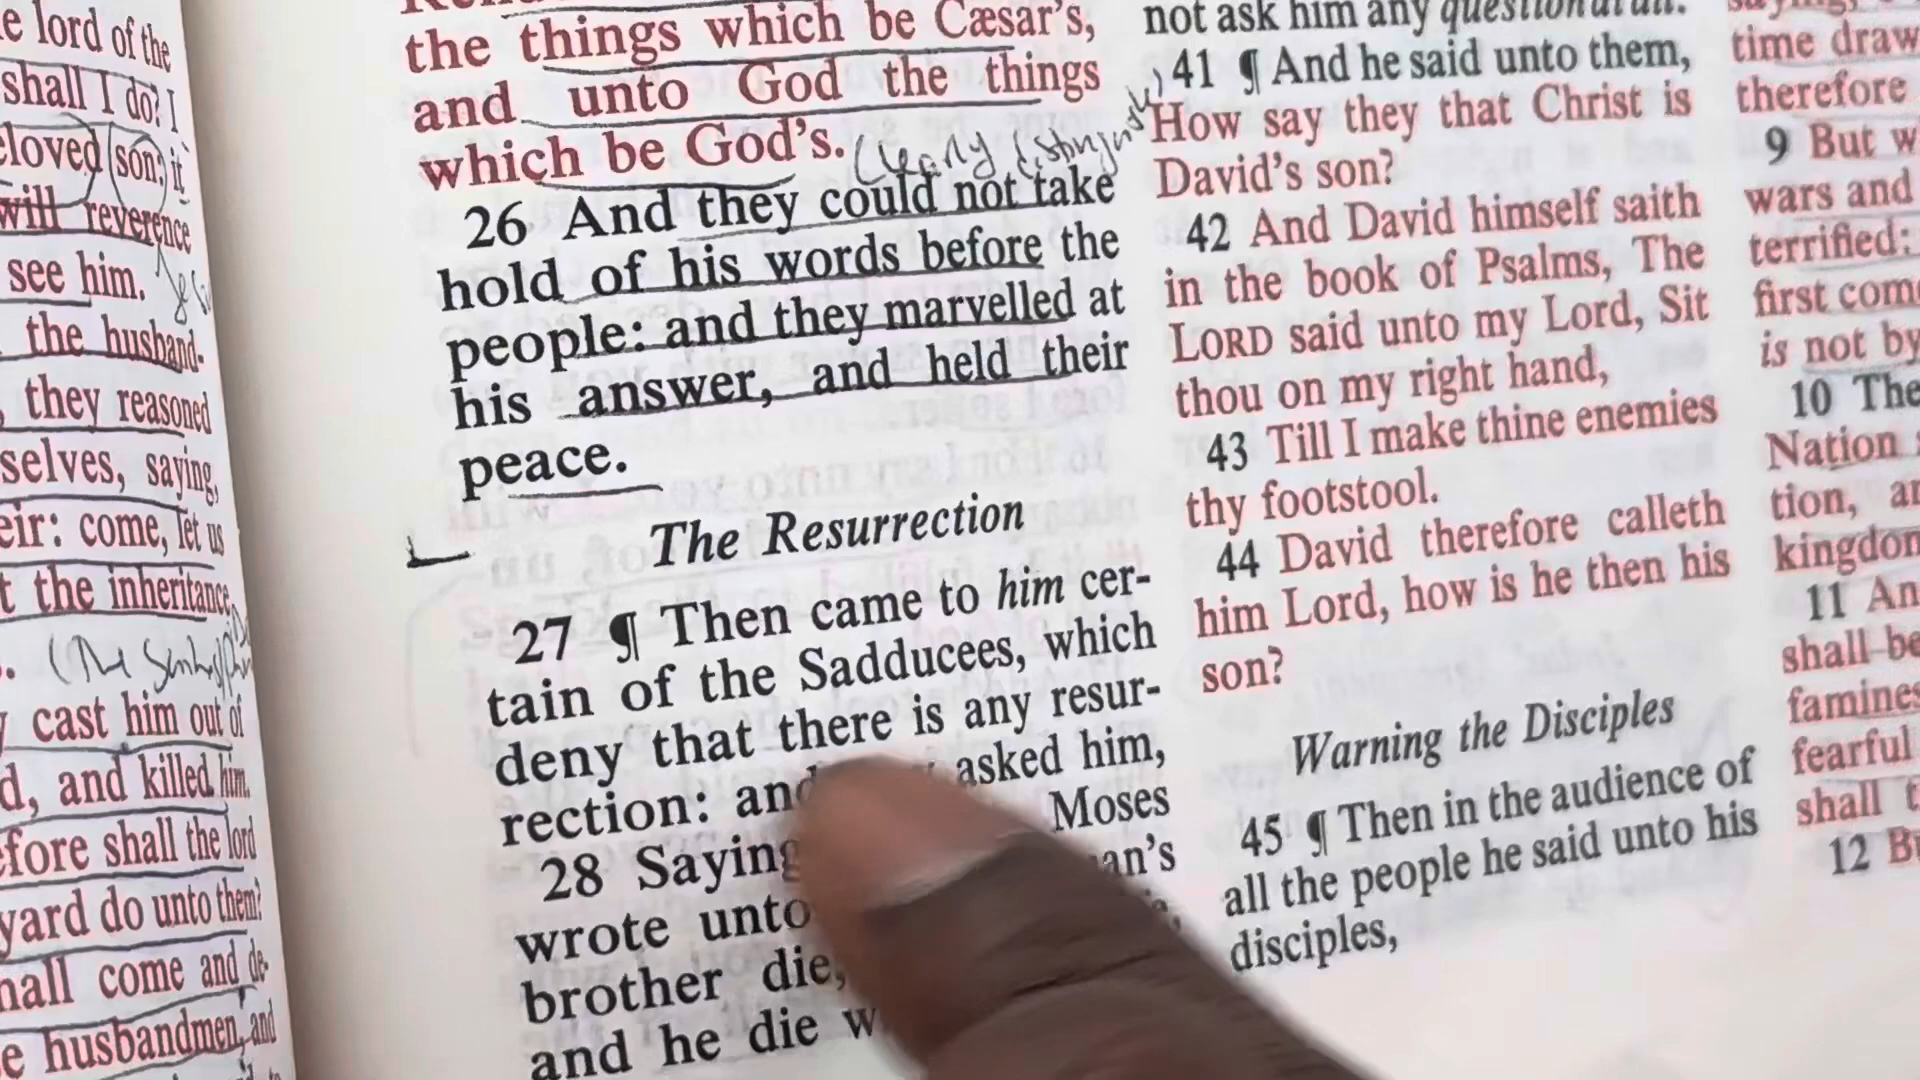 e lord of the
shall I do? I
eloved son: it
will reverence
see him.
the husband-
, they reasoned
selves, saying,
eir: come, let us
t the inheritance
(The
cast him out of
d, and killed him.
efore shall the lord
yard do unto them?
hall come and de-
e husbandmen, and
the things which be Cæsar's,
and unto God the things
which be God's. (Clearly
26 And they could not take
hold of his words before the
people: and they marvelled at
his answer, and held their
peace.
The Resurrection
27 ¶ Then came to him cer-
tain of the Sadducees, which
deny that there is any resur-
rection: and asked him,
28 Saying Moses
wrote unto an's
brother die,
and he die w
not ask him any question at all.
41 ¶ And he said unto them,
How say they that Christ is
David's son?
42 And David himself saith
in the book of Psalms, The
LORD said unto my Lord, Sit
thou on my right hand,
43 Till I make thine enemies
thy footstool.
44 David therefore calleth
him Lord, how is he then his
son?
Warning the Disciples
45 ¶ Then in the audience of
all the people he said unto his
disciples,
time draw
therefore
9 But w
wars and
terrified:
first come
is not by
10 The
Nation
tion, an
kingdom
11 An
shall be
famines
fearful
shall t
12 Bu